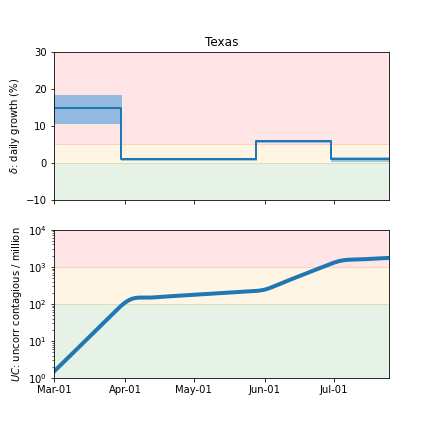 Texas
30
20
10
0
−10
δ: daily growth (%)
10⁴
10³
10²
10¹
10⁰
UC: uncorr contagious / million
Mar-01 Apr-01 May-01 Jun-01 Jul-01